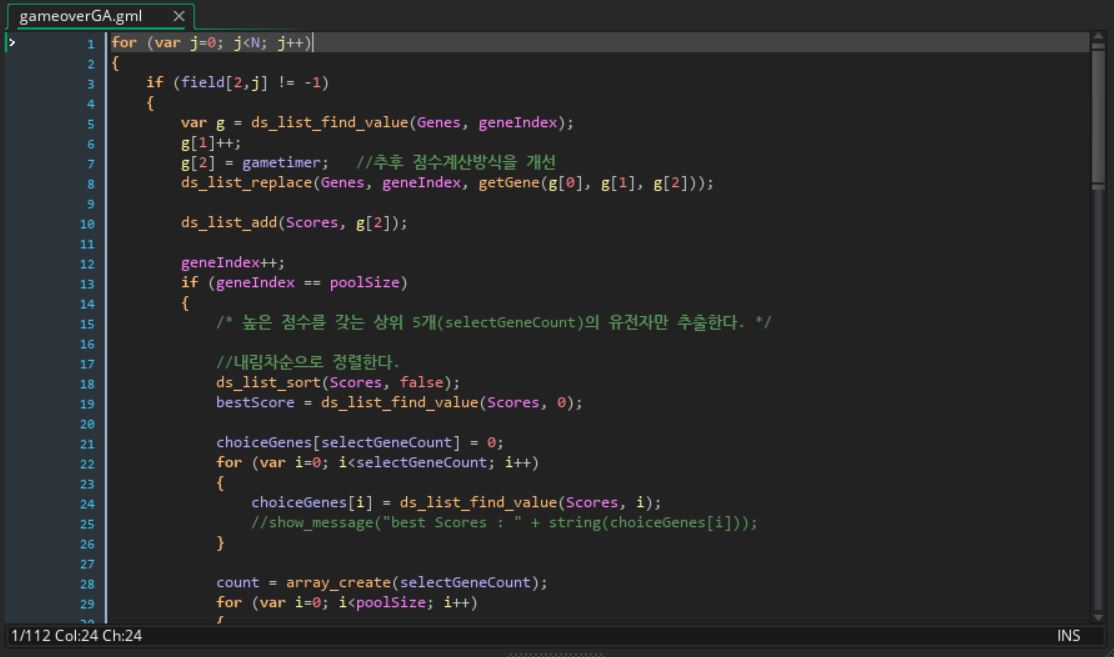 gameoverGA.gml
1 for (var j=0; j<N; j++)
2 {
3 if (field[2,j] != -1)
4 {
5 var g = ds_list_find_value(Genes, geneIndex);
6 g[1]++;
7 g[2] = gametimer; //추후 점수계산방식을 개선
8 ds_list_replace(Genes, geneIndex, getGene(g[0], g[1], g[2]));
9
10 ds_list_add(Scores, g[2]);
11
12 geneIndex++;
13 if (geneIndex == poolSize)
14 {
15 /* 높은 점수를 갖는 상위 5개(selectGeneCount)의 유전자만 추출한다. */
16
17 //내림차순으로 정렬한다.
18 ds_list_sort(Scores, false);
19 bestScore = ds_list_find_value(Scores, 0);
20
21 choiceGenes[selectGeneCount] = 0;
22 for (var i=0; i<selectGeneCount; i++)
23 {
24 choiceGenes[i] = ds_list_find_value(Scores, i);
25 //show_message("best Scores : " + string(choiceGenes[i]));
26 }
27
28 count = array_create(selectGeneCount);
29 for (var i=0; i<poolSize; i++)
30 {
1/112 Col:24 Ch:24
INS